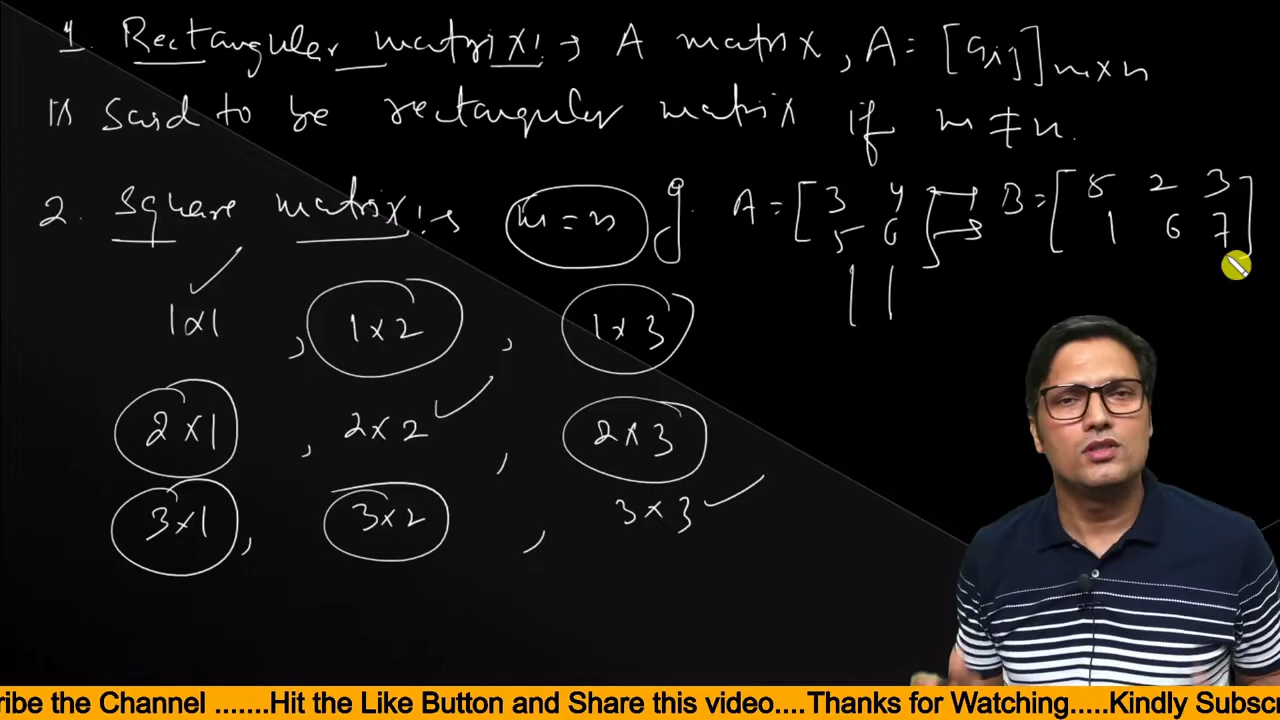 1. Rectangular matrix:→ A matrix, A = [aij]m×n
is said to be rectangular matrix if m ≠ n.
2. Square matrix:→ m = n A = [3 4 B = [8 2 3
5 6] 1 6 7]
1×1 , 1×2 , 1×3
2×1 , 2×2 , 2×3
3×1 , 3×2 , 3×3
ribe the Channel .......Hit the Like Button and Share this video....Thanks for Watching.....Kindly Subsc